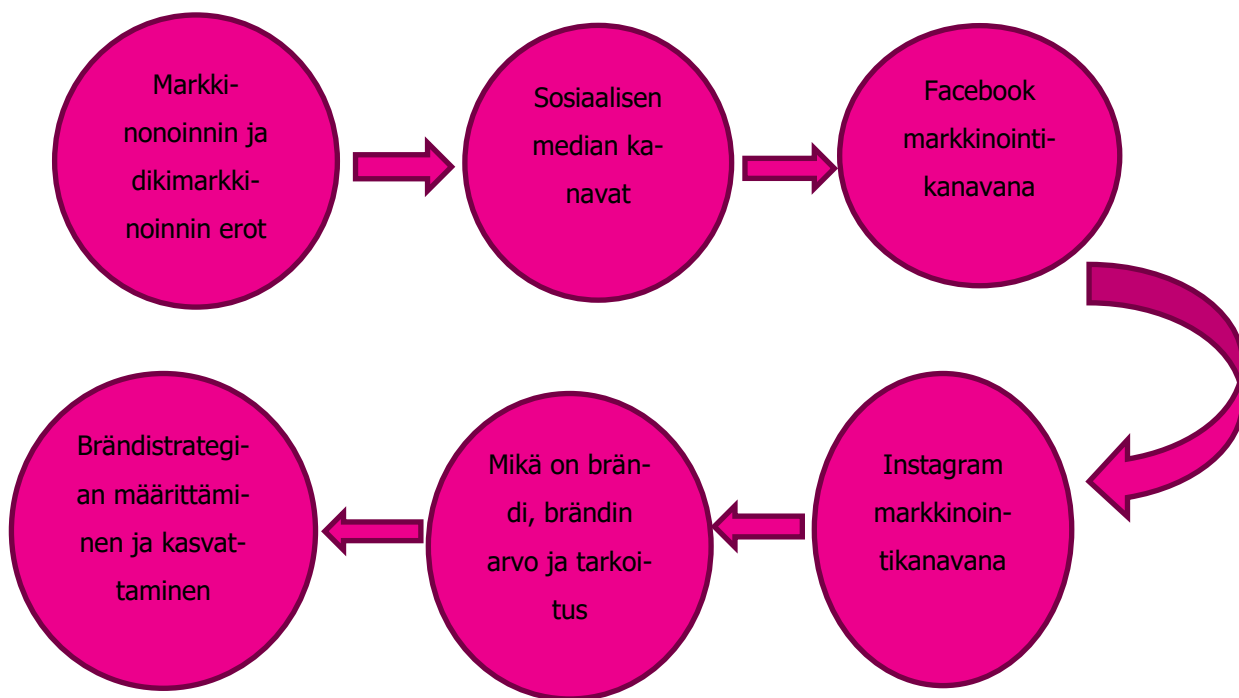 Markki-
nonoinnin ja
dikimarkki-
noinnin erot
Sosiaalisen
median ka-
navat
Facebook
markkinointi-
kanavana
Instagram
markkinoin-
tikanavana
Mikä on brän-
di, brändin
arvo ja tarkoi-
tus
Brändistrategi-
an määrittämi-
nen ja kasvat-
taminen